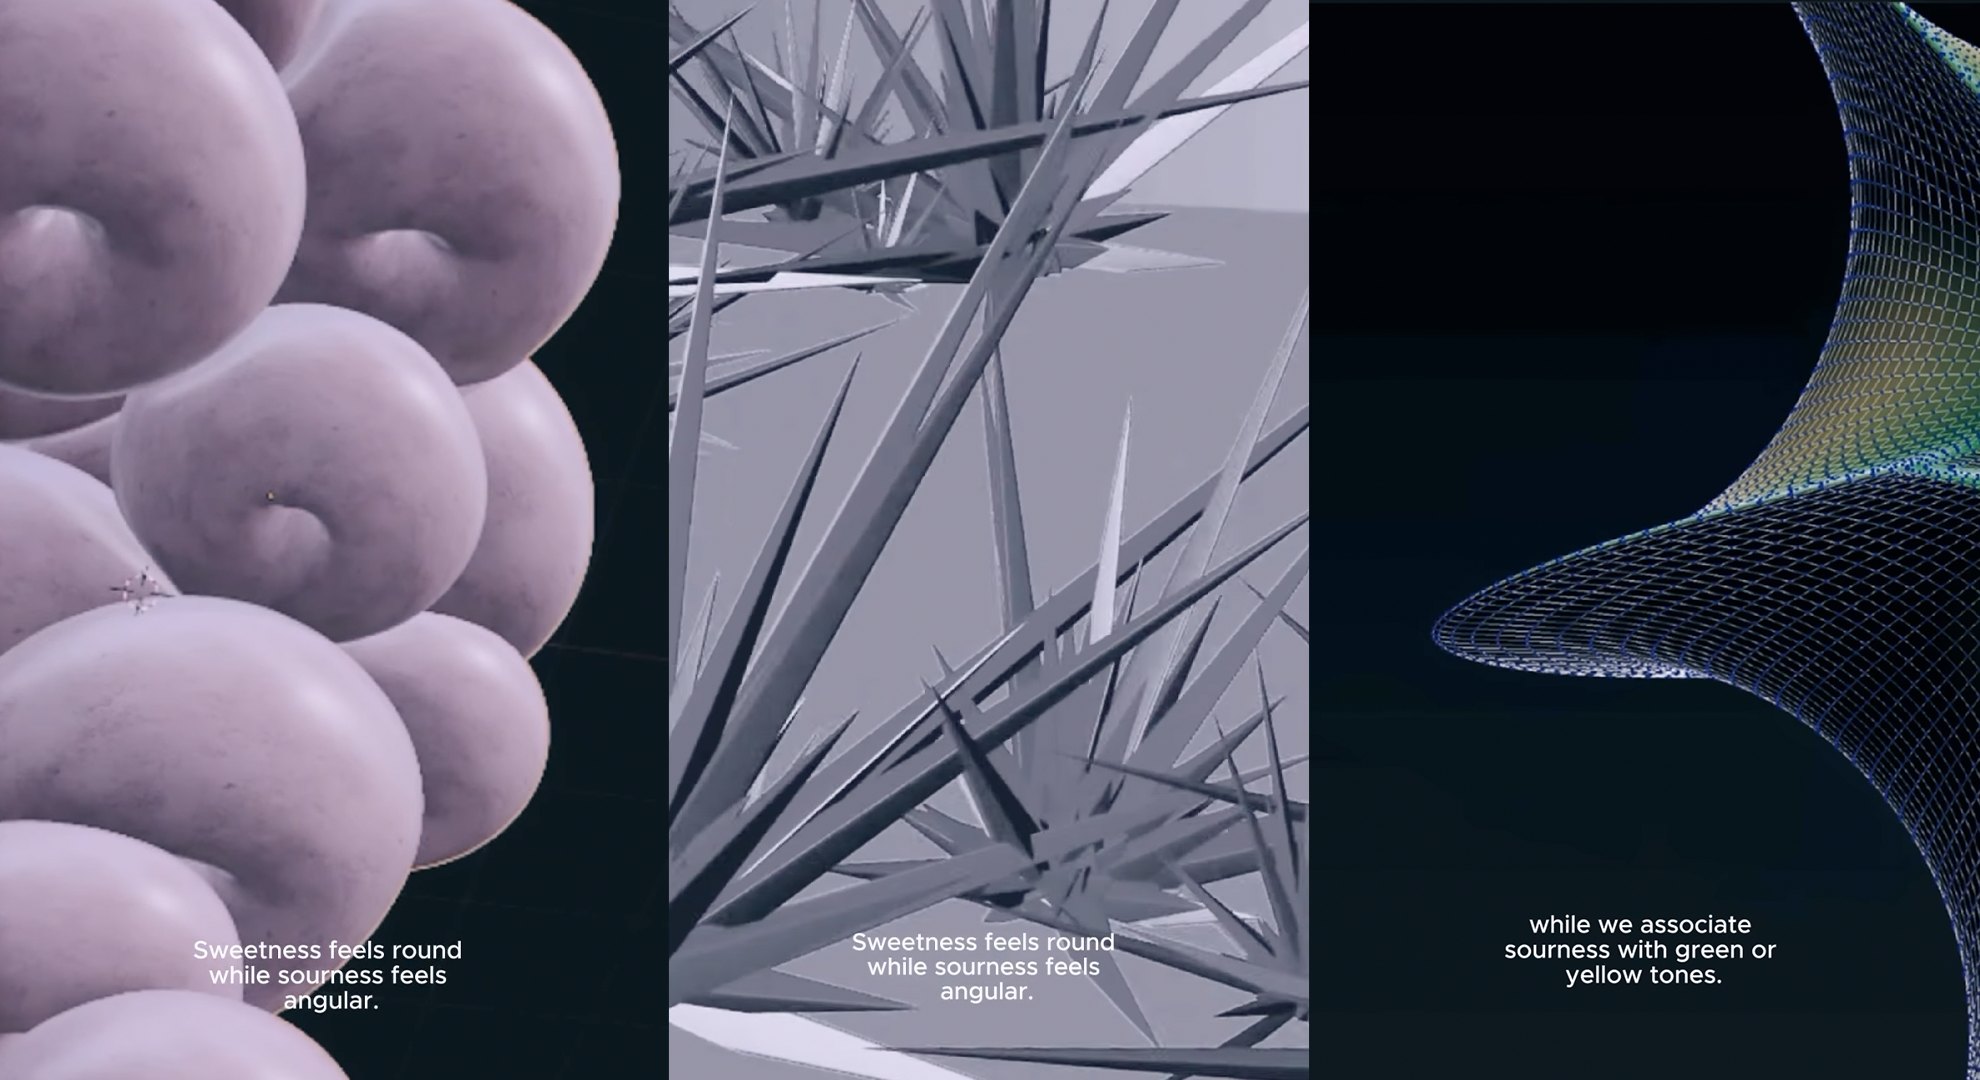 Sweetness feels round
while sourness feels
angular.
Sweetness feels round
while sourness feels
angular.
while we associate
sourness with green or
yellow tones.